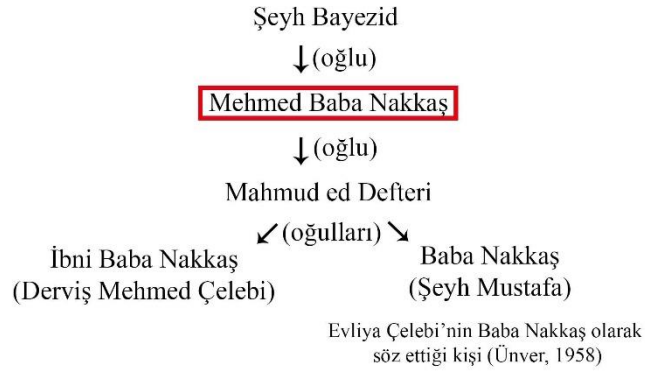 Şeyh Bayezid
↓(oğlu)
Mehmed Baba Nakkaş
↓(oğlu)
Mahmud ed Defteri
↙(oğulları)↘
İbni Baba Nakkaş
(Derviş Mehmed Çelebi)
Baba Nakkaş
(Şeyh Mustafa)
Evliya Çelebi’nin Baba Nakkaş olarak
söz ettiği kişi (Ünver, 1958)